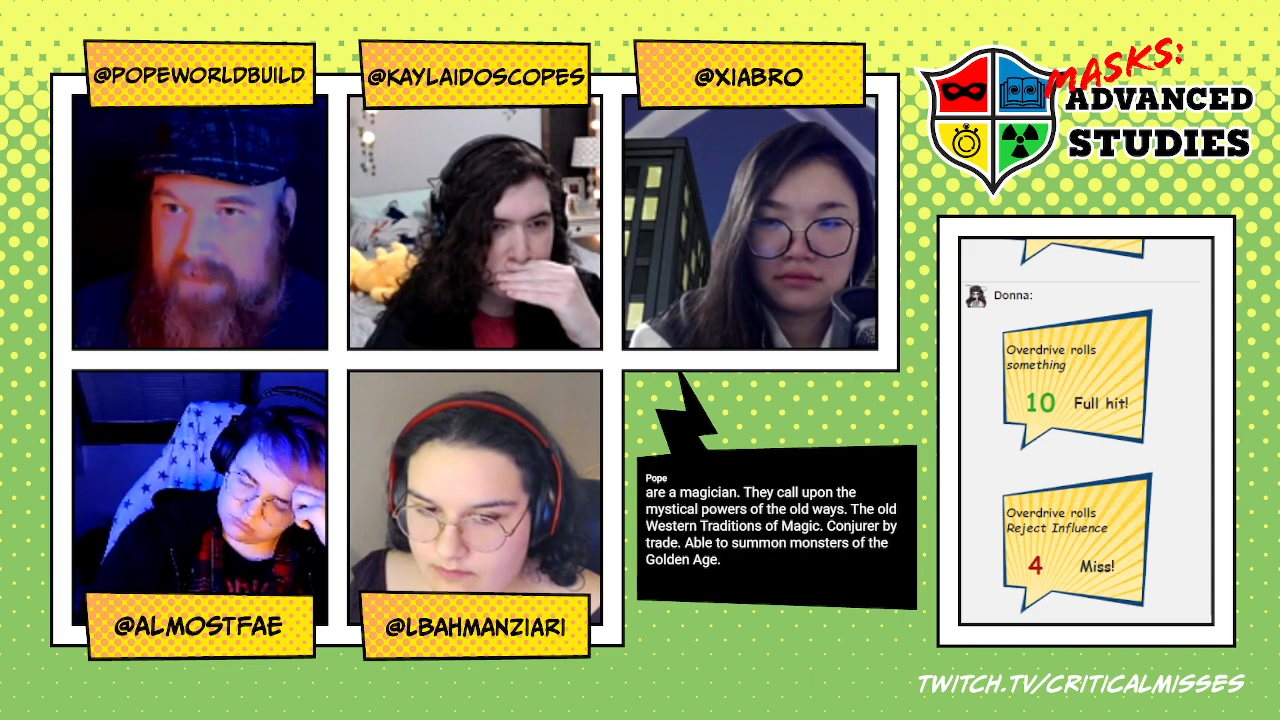 @POPEWORLDBUILD
@KAYLAIDOSCOPES
@XIABRO
MASKS:
ADVANCED
STUDIES
Donna:
Overdrive rolls
something
10 Full hit!
Overdrive rolls
Reject Influence
4 Miss!
Pope
are a magician. They call upon the
mystical powers of the old ways. The old
Western Traditions of Magic. Conjurer by
trade. Able to summon monsters of the
Golden Age.
@ALMOSTFAE
@LBAHMANZIARI
TWITCH.TV/CRITICALMISSES